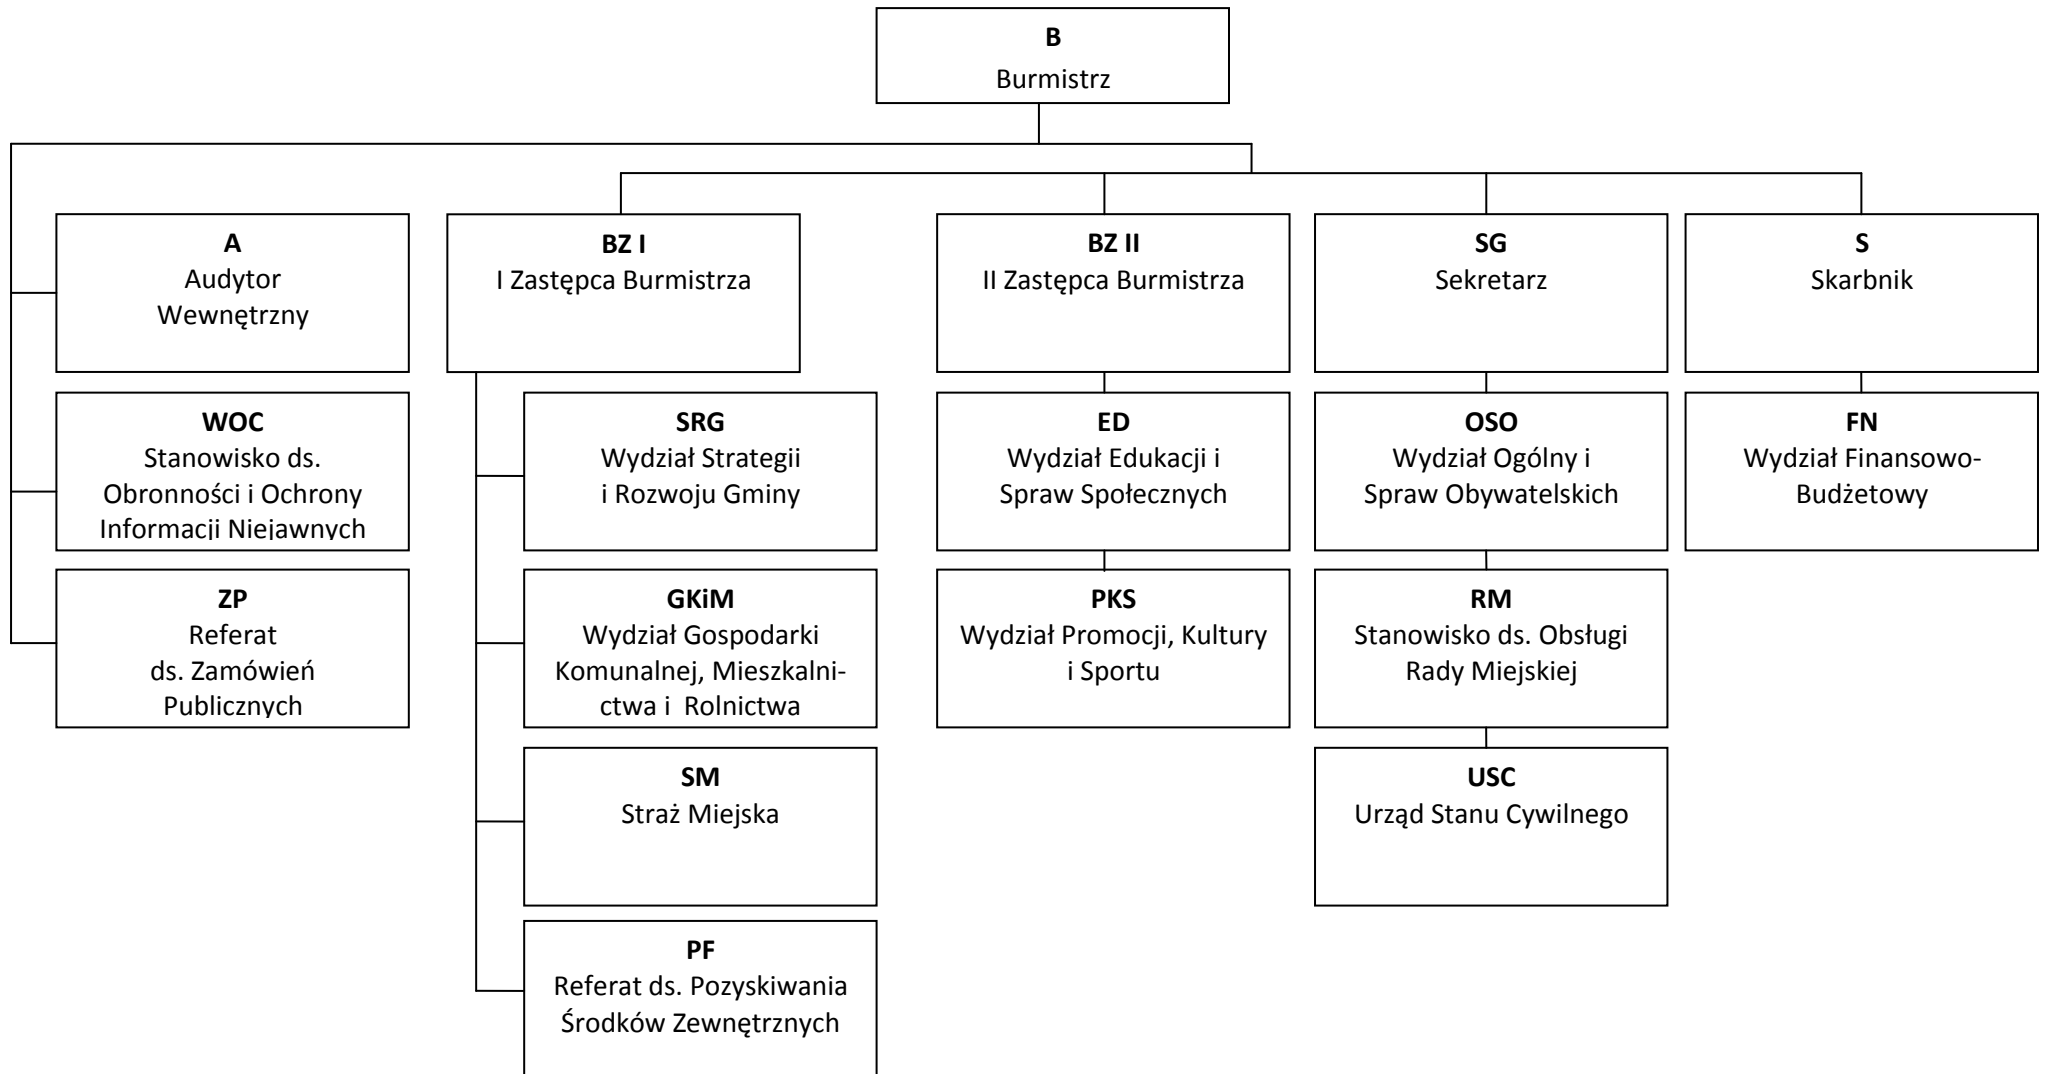 B
Burmistrz
A
Audytor
Wewnętrzny
BZ I
I Zastępca Burmistrza
BZ II
II Zastępca Burmistrza
SG
Sekretarz
S
Skarbnik
WOC
Stanowisko ds.
Obronności i Ochrony
Informacji Niejawnych
SRG
Wydział Strategii
i Rozwoju Gminy
ED
Wydział Edukacji i
Spraw Społecznych
OSO
Wydział Ogólny i
Spraw Obywatelskich
FN
Wydział Finansowo-
Budżetowy
ZP
Referat
ds. Zamówień
Publicznych
GKiM
Wydział Gospodarki
Komunalnej, Mieszkalni-
ctwa i  Rolnictwa
PKS
Wydział Promocji, Kultury
i Sportu
RM
Stanowisko ds. Obsługi
Rady Miejskiej
SM
Straż Miejska
USC
Urząd Stanu Cywilnego
PF
Referat ds. Pozyskiwania
Środków Zewnętrznych